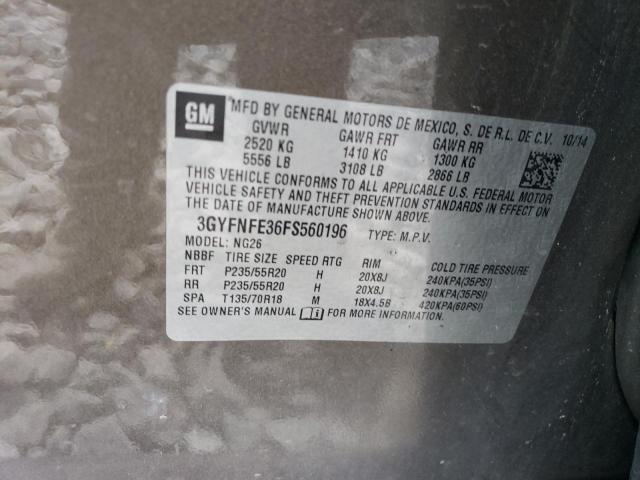 GM
MFD BY GENERAL MOTORS DE MEXICO, S. DE R.L. DE C.V. 10/14
GVWR GAWR FRT GAWR RR
2520 KG 1410 KG 1300 KG
5556 LB 3108 LB 2866 LB
THIS VEHICLE CONFORMS TO ALL APPLICABLE U.S. FEDERAL MOTOR
VEHICLE SAFETY AND THEFT PREVENTION STANDARDS IN EFFECT ON
THE DATE OF MANUFACTURE SHOWN ABOVE.
3GYFNFE36FS560196 TYPE: M.P.V.
MODEL: NG26
NBBF TIRE SIZE SPEED RTG RIM COLD TIRE PRESSURE
FRT P235/55R20 H 20X8J 240KPA(35PSI)
RR P235/55R20 H 20X8J 240KPA(35PSI)
SPA T135/70R18 M 18X4.5B 420KPA(60PSI)
SEE OWNER'S MANUAL FOR MORE INFORMATION.